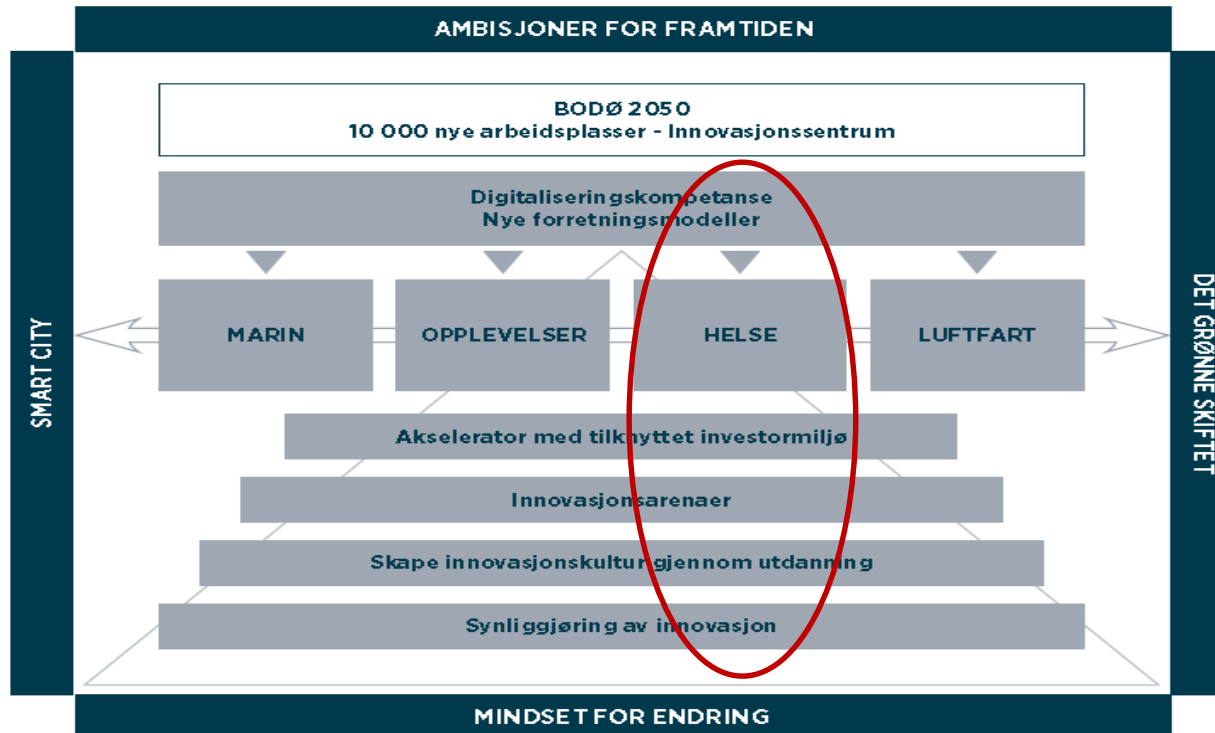 AMBISJONER FOR FRAMTIDEN
SMART CITY
BODØ 2050
10 000 nye arbeidsplasser - Innovasjonssentrum
Digitaliseringskompetanse
Nye forretningsmodeller
MARIN
OPPLEVELSER
HELSE
LUFTFART
DET GRØNNE SKIFTET
Akselerator med tilknyttet investormiljø
Innovasjonsarenaer
Skape innovasjonskultur gjennom utdanning
Synliggjøring av innovasjon
MINDSET FOR ENDRING